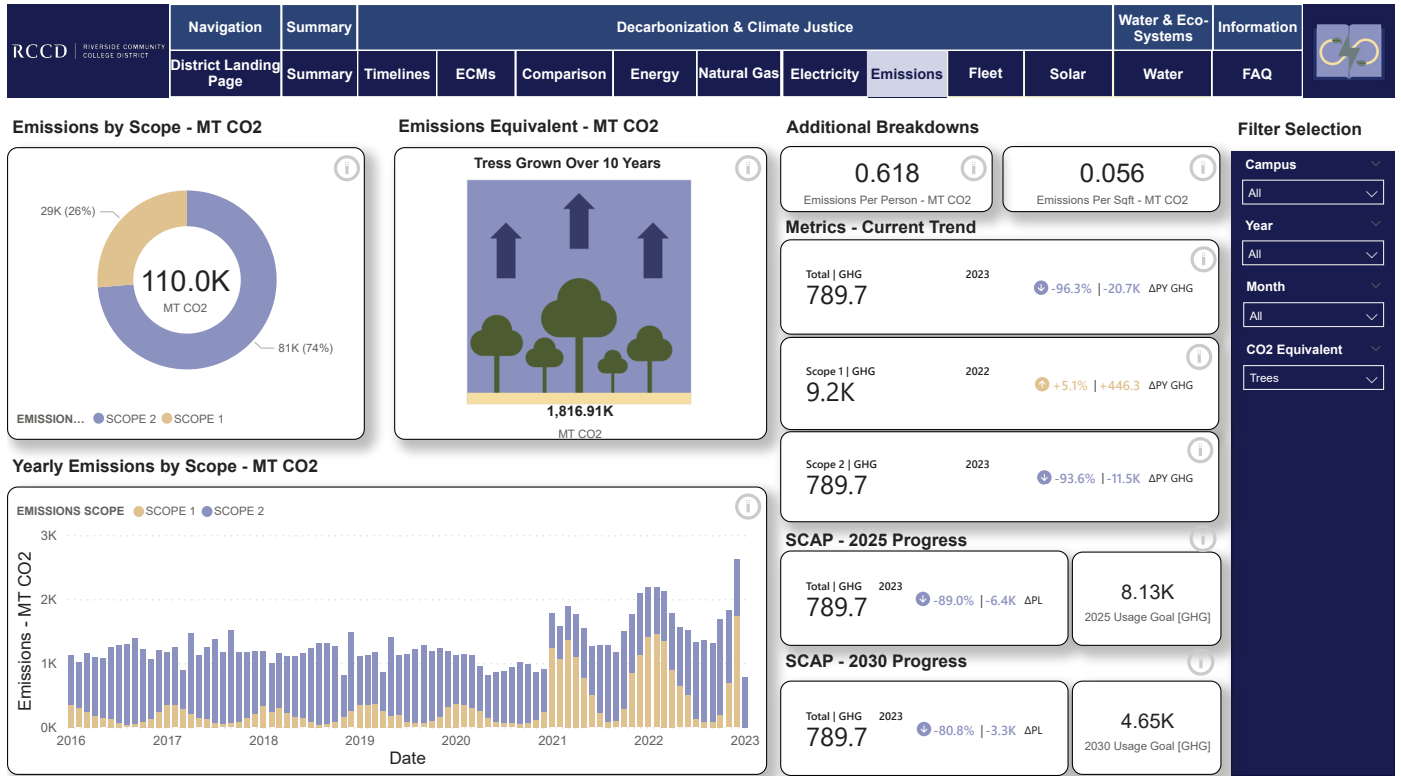 RCCD | RIVERSIDE COMMUNITY
COLLEGE DISTRICT
Navigation
Summary
Decarbonization & Climate Justice
Water & Eco-
Systems
Information
District Landing
Page
Summary
Timelines
ECMs
Comparison
Energy
Natural Gas
Electricity
Emissions
Fleet
Solar
Water
FAQ
Emissions by Scope - MT CO2
29K (26%)
110.0K
MT CO2
81K (74%)
EMISSION... SCOPE 2 SCOPE 1
Emissions Equivalent - MT CO2
Tress Grown Over 10 Years
1,816.91K
MT CO2
Additional Breakdowns
0.618
Emissions Per Person - MT CO2
0.056
Emissions Per Sqft - MT CO2
Metrics - Current Trend
Total | GHG 2023
789.7 -96.3% | -20.7K ΔPY GHG
Scope 1 | GHG 2022
9.2K +5.1% | +446.3 ΔPY GHG
Scope 2 | GHG 2023
789.7 -93.6% | -11.5K ΔPY GHG
SCAP - 2025 Progress
Total | GHG 2023
789.7 -89.0% | -6.4K ΔPL
8.13K
2025 Usage Goal [GHG]
SCAP - 2030 Progress
Total | GHG 2023
789.7 -80.8% | -3.3K ΔPL
4.65K
2030 Usage Goal [GHG]
Filter Selection
Campus
All
Year
All
Month
All
CO2 Equivalent
Trees
Yearly Emissions by Scope - MT CO2
EMISSIONS SCOPE SCOPE 1 SCOPE 2
Emissions - MT CO2
3K
2K
1K
0K
2016 2017 2018 2019 2020 2021 2022 2023
Date